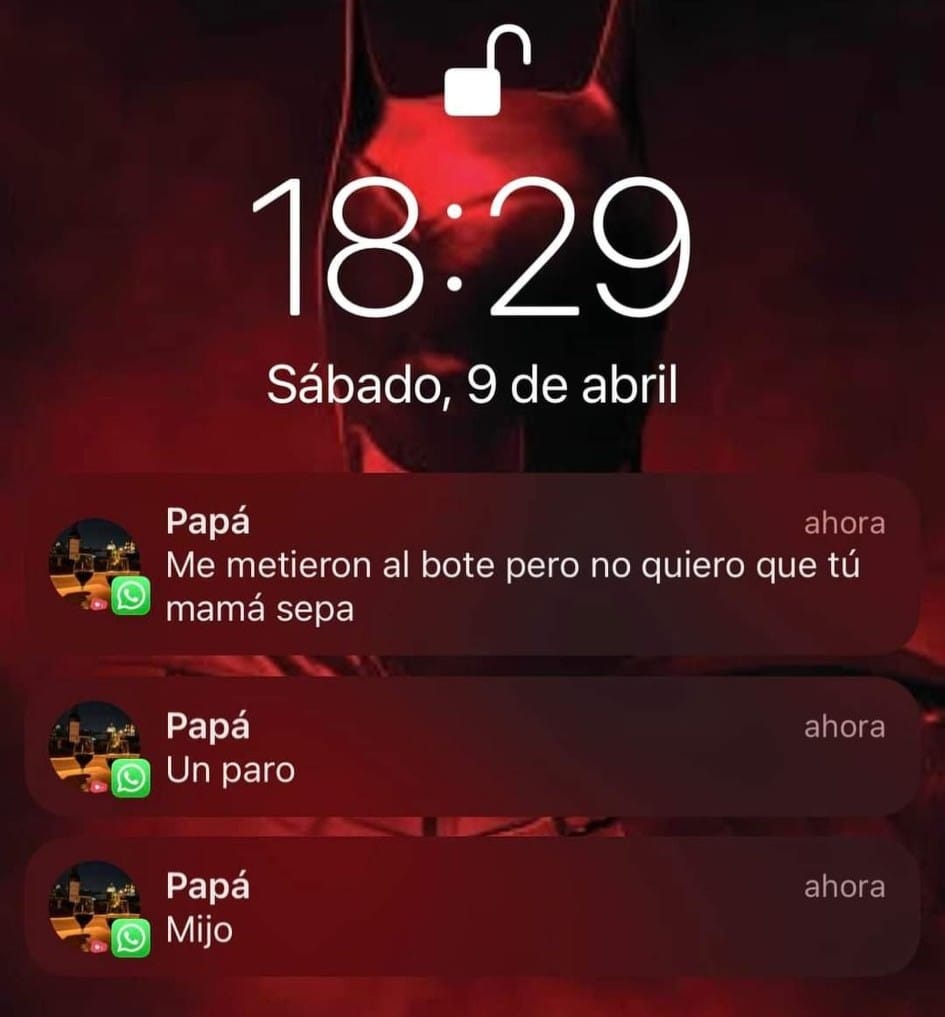 18:29
Sábado, 9 de abril
Papá
ahora
Me metieron al bote pero no quiero que tú
mamá sepa
Papá
ahora
Un paro
Papá
ahora
Mijo